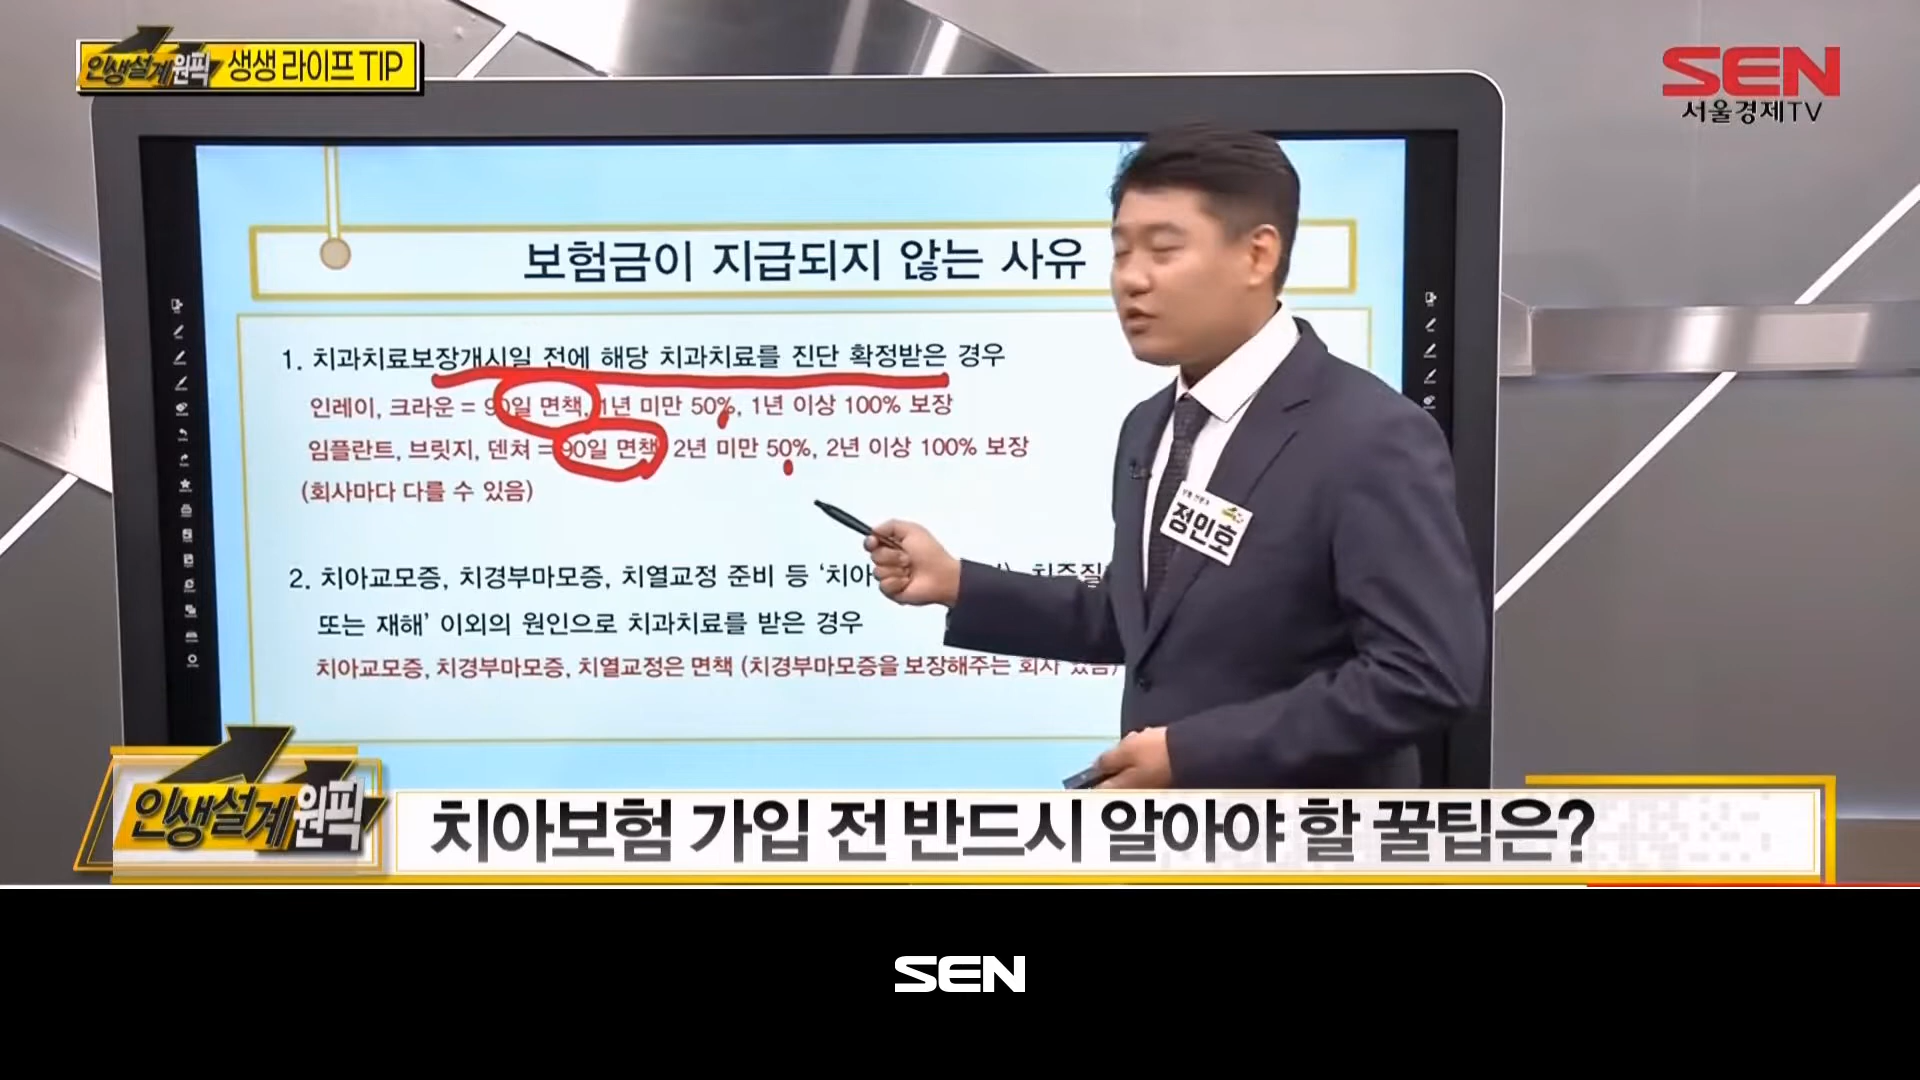 인생설계원픽 생생 라이프 TIP
SEN
서울경제TV
보험금이 지급되지 않는 사유
1. 치과치료보장개시일 전에 해당 치과치료를 진단 확정받은 경우
인레이, 크라운 = 90일 면책, 1년 미만 50%, 1년 이상 100% 보장
임플란트, 브릿지, 덴쳐 = 90일 면책, 2년 미만 50%, 2년 이상 100% 보장
(회사마다 다를 수 있음)
정인호
2. 치아교모증, 치경부마모증, 치열교정 준비 등 ‘치아
또는 재해’ 이외의 원인으로 치과치료를 받은 경우
치아교모증, 치경부마모증, 치열교정은 면책 (치경부마모증을 보장해주는 회사 있음)
인생설계원픽
치아보험 가입 전 반드시 알아야 할 꿀팁은?
SEN